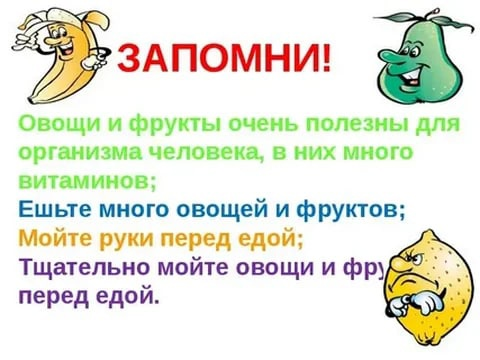 ЗАПОМНИ!
Овощи и фрукты очень полезны для
организма человека, в них много
витаминов;
Ешьте много овощей и фруктов;
Мойте руки перед едой;
Тщательно мойте овощи и фру
перед едой.